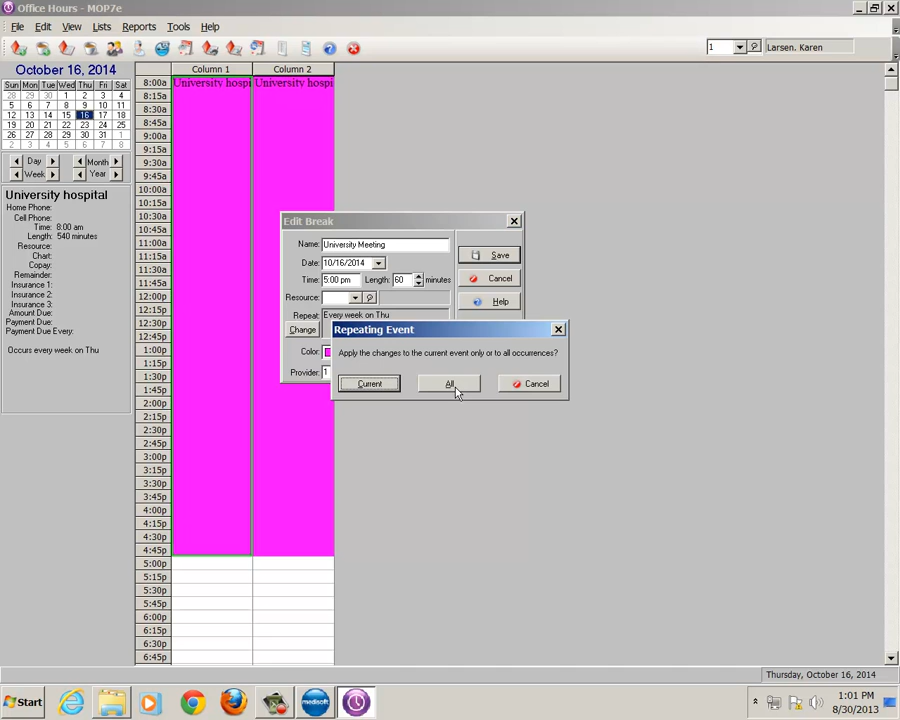 Office Hours - MOP7e
File Edit View Lists Reports Tools Help
1 Larsen. Karen
October 16, 2014
Sun Mon Tue Wed Thu Fri Sat
28 29 30 1 2 3 4
5 6 7 8 9 10 11
12 13 14 15 16 17 18
19 20 21 22 23 24 25
26 27 28 29 30 31 1
2 3 4 5 6 7 8
Day Month
Week Year
University hospital
Home Phone:
Cell Phone:
Time: 8:00 am
Length: 540 minutes
Resource:
Chart:
Copay:
Remainder:
Insurance 1:
Insurance 2:
Insurance 3:
Amount Due:
Payment Due:
Payment Due Every:
Occurs every week on Thu
Column 1 Column 2
8:00a University hospi University hospi
8:15a
8:30a
8:45a
9:00a
9:15a
9:30a
9:45a
10:00a
10:15a
10:30a
10:45a
11:00a
11:15a
11:30a
11:45a
12:00p
12:15p
12:30p
12:45p
1:00p
1:15p
1:30p
1:45p
2:00p
2:15p
2:30p
2:45p
3:00p
3:15p
3:30p
3:45p
4:00p
4:15p
4:30p
4:45p
5:00p
5:15p
5:30p
5:45p
6:00p
6:15p
6:30p
6:45p
Edit Break
Name: University Meeting
Date: 10/16/2014
Time: 5:00 pm Length: 60 minutes
Resource:
Repeat: Every week on Thu
Change
Color:
Provider: 1
Save
Cancel
Help
Repeating Event
Apply the changes to the current event only or to all occurrences?
Current All Cancel
Thursday, October 16, 2014
Start medisoft 1:01 PM
8/30/2013